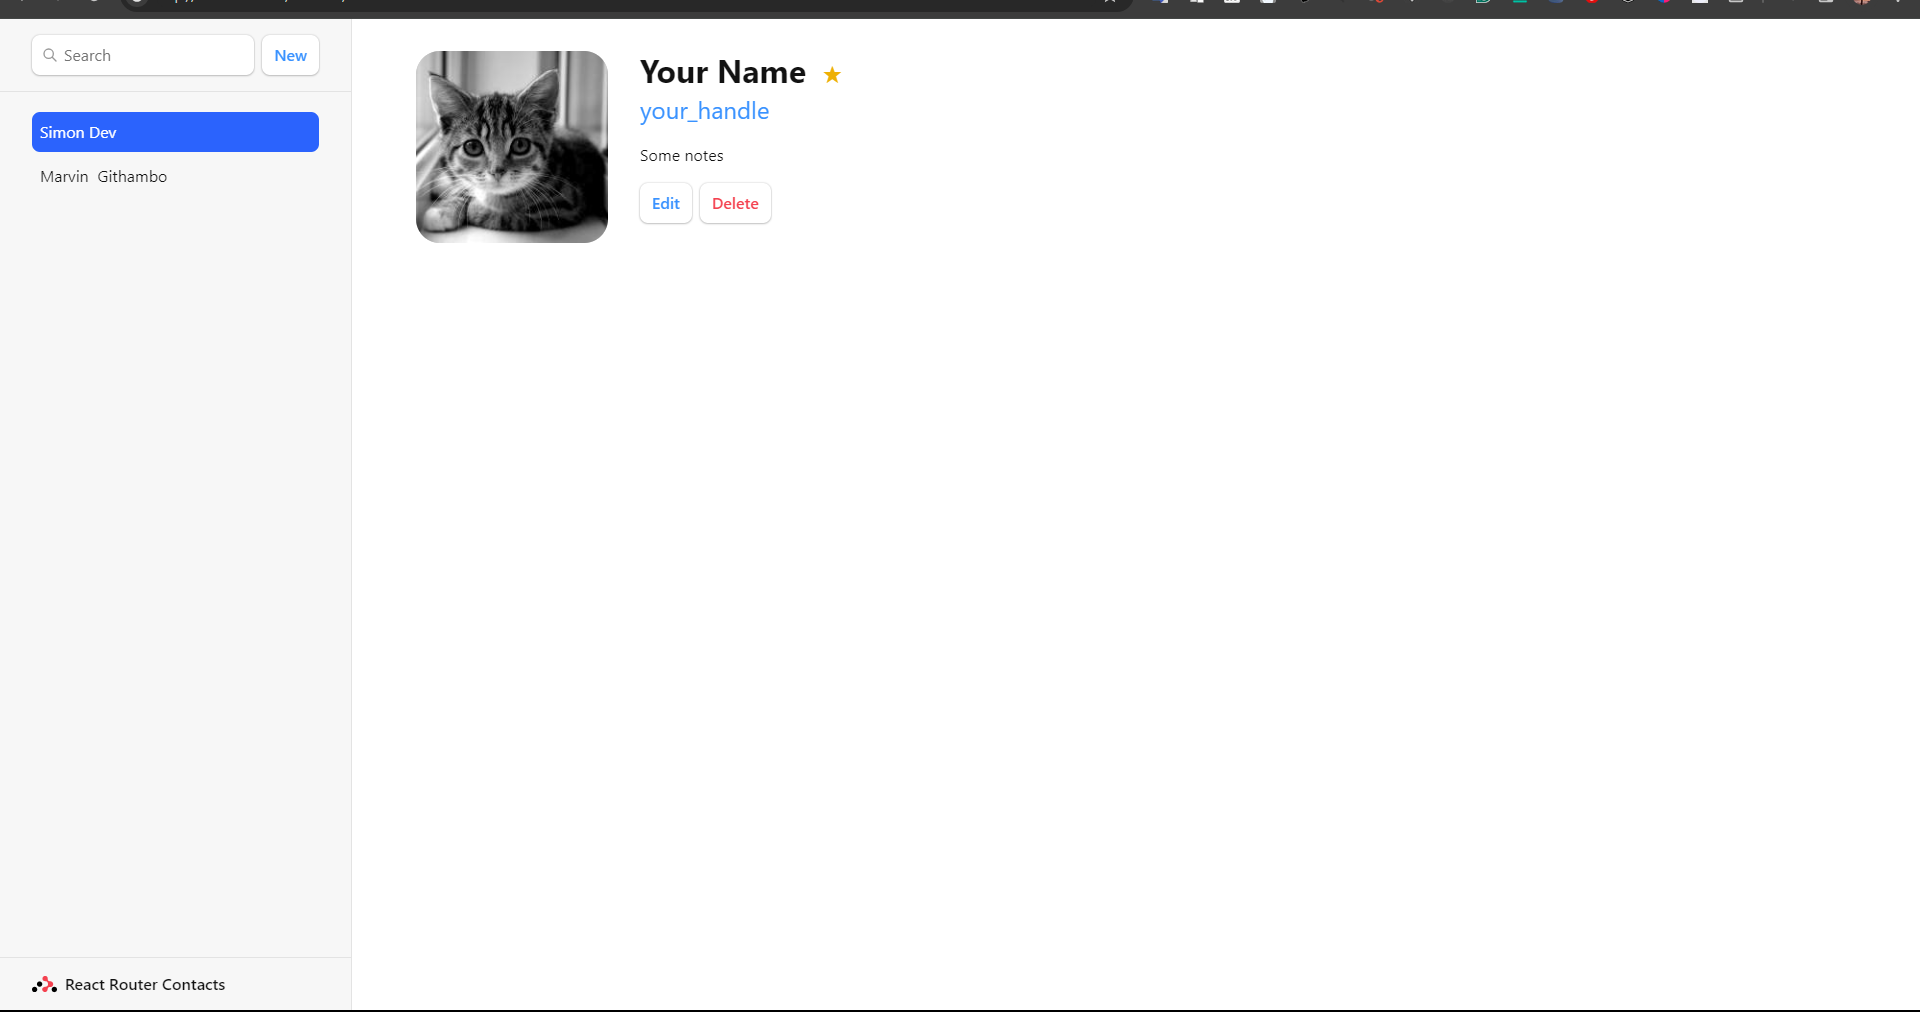 Search
New
Simon Dev
Marvin Githambo
Your Name ★
your_handle
Some notes
Edit
Delete
React Router Contacts